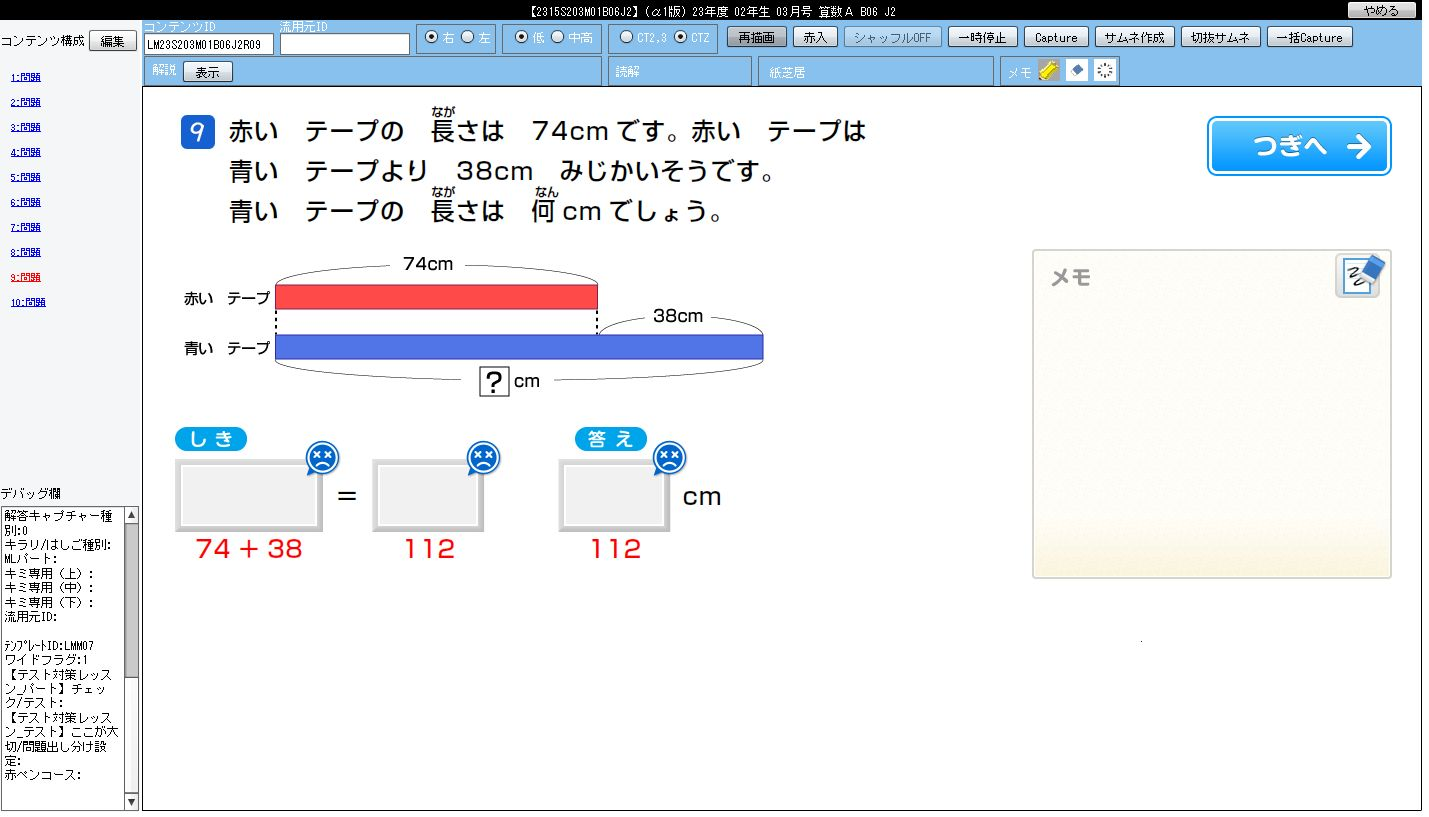 【2315S203M01B06J2】(α1版) 23年度 02年生 03月号 算数A B06 J2
やめる
コンテンツ構成
編集
コンテンツID
流用元ID
LM23S203M01B06J2R09
右 左
低 中高
CT2,3 CTZ
再描画
赤入
シャッフルOFF
一時停止
Capture
サムネ作成
切抜サムネ
一括Capture
解説
表示
読解
紙芝居
メモ
1:問題
2:問題
3:問題
4:問題
5:問題
6:問題
7:問題
8:問題
9:問題
10:問題
なが
9 赤い テープの 長さは 74cmです。赤い テープは
青い テープより 38cm みじかいそうです。
なが なん
青い テープの 長さは 何cmでしょう。
つぎへ
74cm
赤い テープ
38cm
青い テープ
? cm
メモ
しき
答え
=
cm
74 + 38
112
112
デバッグ欄
解答キャプチャー種
別:0
キラリ/はしご種別:
MLパート:
キミ専用(上):
キミ専用(中):
キミ専用(下):
流用元ID:
テンプレートID:LMM07
ワイドフラグ:1
【テスト対策レッス
ン_パート】チェッ
ク/テスト:
【テスト対策レッス
ン_テスト】ここが大
切/問題出し分け設
定:
赤ペンコース: